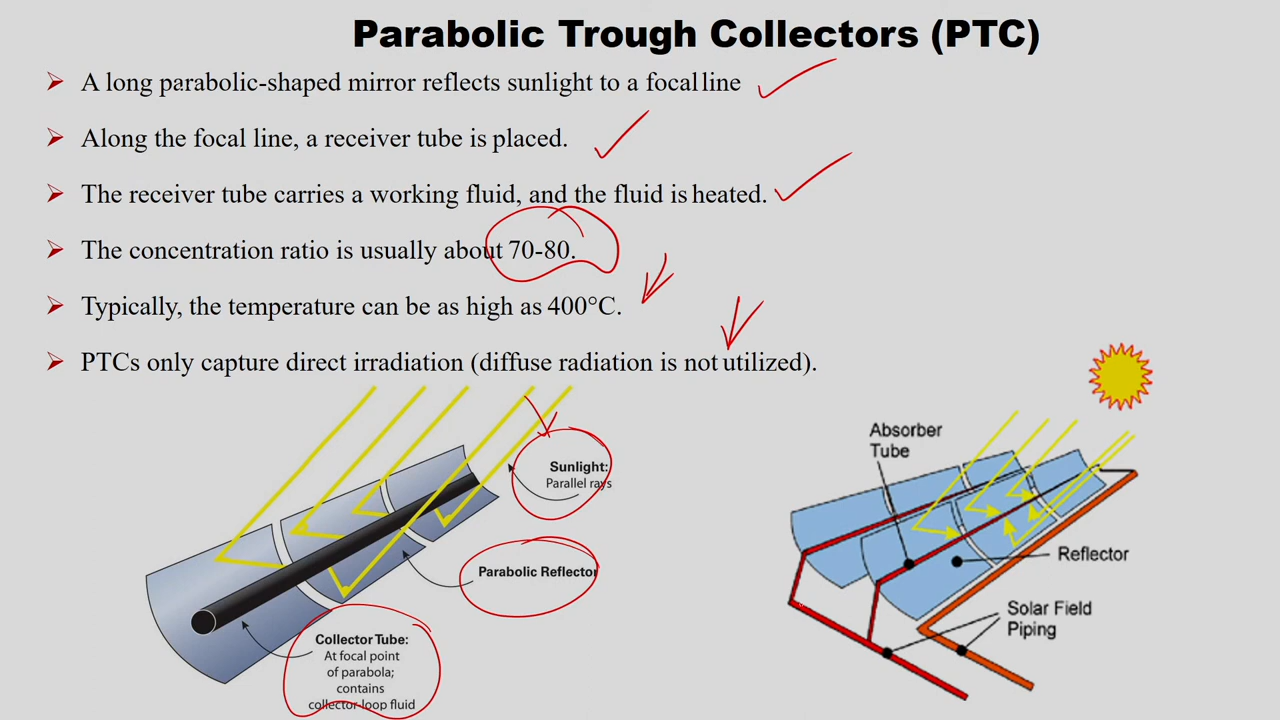 Parabolic Trough Collectors (PTC)
A long parabolic-shaped mirror reflects sunlight to a focal line
Along the focal line, a receiver tube is placed.
The receiver tube carries a working fluid, and the fluid is heated.
The concentration ratio is usually about 70-80.
Typically, the temperature can be as high as 400°C.
PTCs only capture direct irradiation (diffuse radiation is not utilized).
Sunlight:
Parallel rays
Parabolic Reflector
Collector Tube:
At focal point
of parabola;
contains
collector-loop fluid
Absorber
Tube
Reflector
Solar Field
Piping